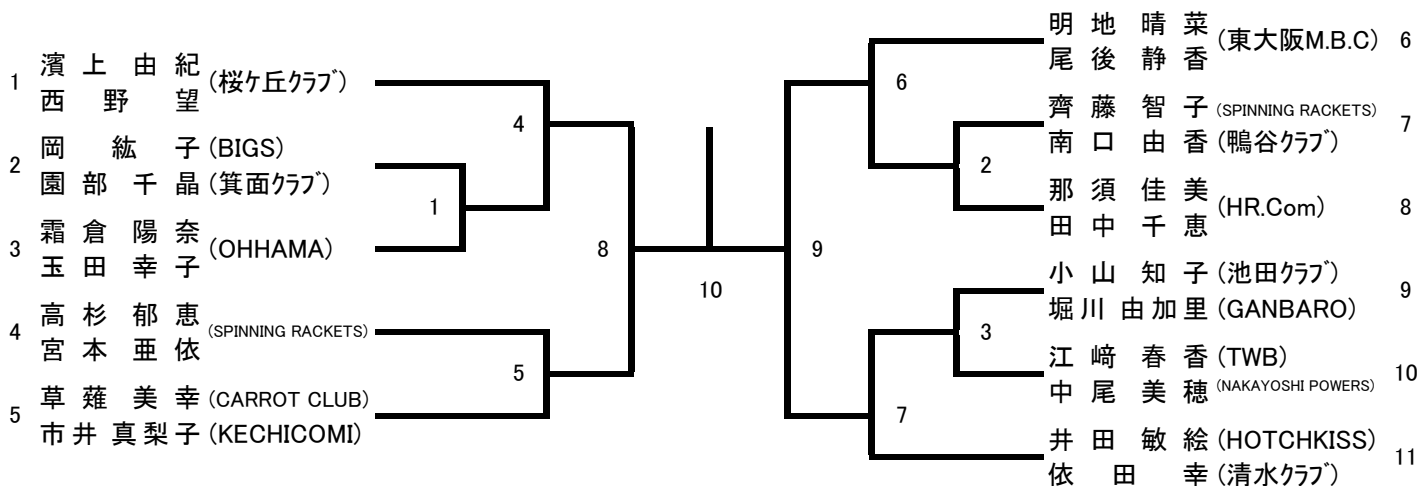 1 濱上由紀 (桜ケ丘クラブ)
西野望
2 岡紘子 (BIGS)
園部千晶 (箕面クラブ)
3 霜倉陽奈 (OHHAMA)
玉田幸子
4 高杉郁恵 (SPINNING RACKETS)
宮本亜依
5 草薙美幸 (CARROT CLUB)
市井真梨子 (KECHICOMI)
4
1
8
5
10
9
6
2
3
7
明地晴菜 (東大阪M.B.C) 6
尾後静香
齊藤智子 (SPINNING RACKETS) 7
南口由香 (鴨谷クラブ)
那須佳美 (HR.Com) 8
田中千恵
小山知子 (池田クラブ) 9
堀川由加里 (GANBARO)
江﨑春香 (TWB) 10
中尾美穂 (NAKAYOSHI POWERS)
井田敏絵 (HOTCHKISS) 11
依田幸 (清水クラブ)